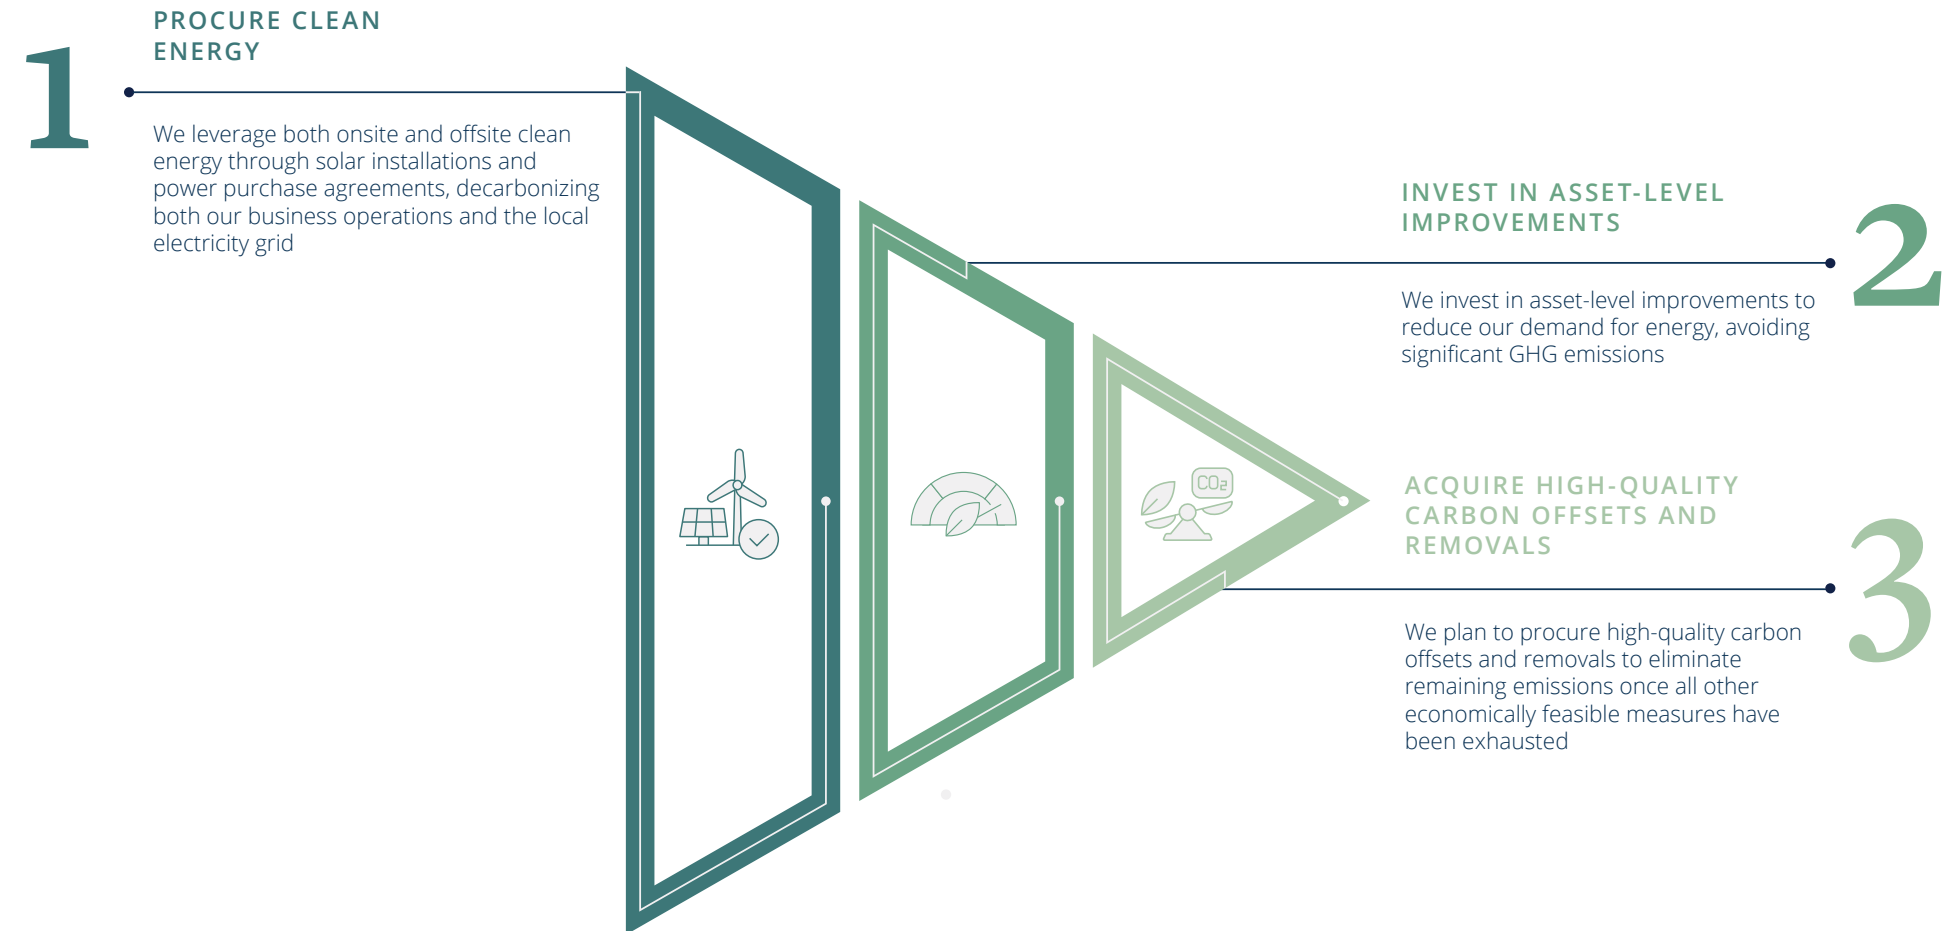 1
PROCURE CLEAN
ENERGY
We leverage both onsite and offsite clean
energy through solar installations and
power purchase agreements, decarbonizing
both our business operations and the local
electricity grid
INVEST IN ASSET-LEVEL
IMPROVEMENTS
2
We invest in asset-level improvements to
reduce our demand for energy, avoiding
significant GHG emissions
CO₂
ACQUIRE HIGH-QUALITY
CARBON OFFSETS AND
REMOVALS
3
We plan to procure high-quality carbon
offsets and removals to eliminate
remaining emissions once all other
economically feasible measures have
been exhausted